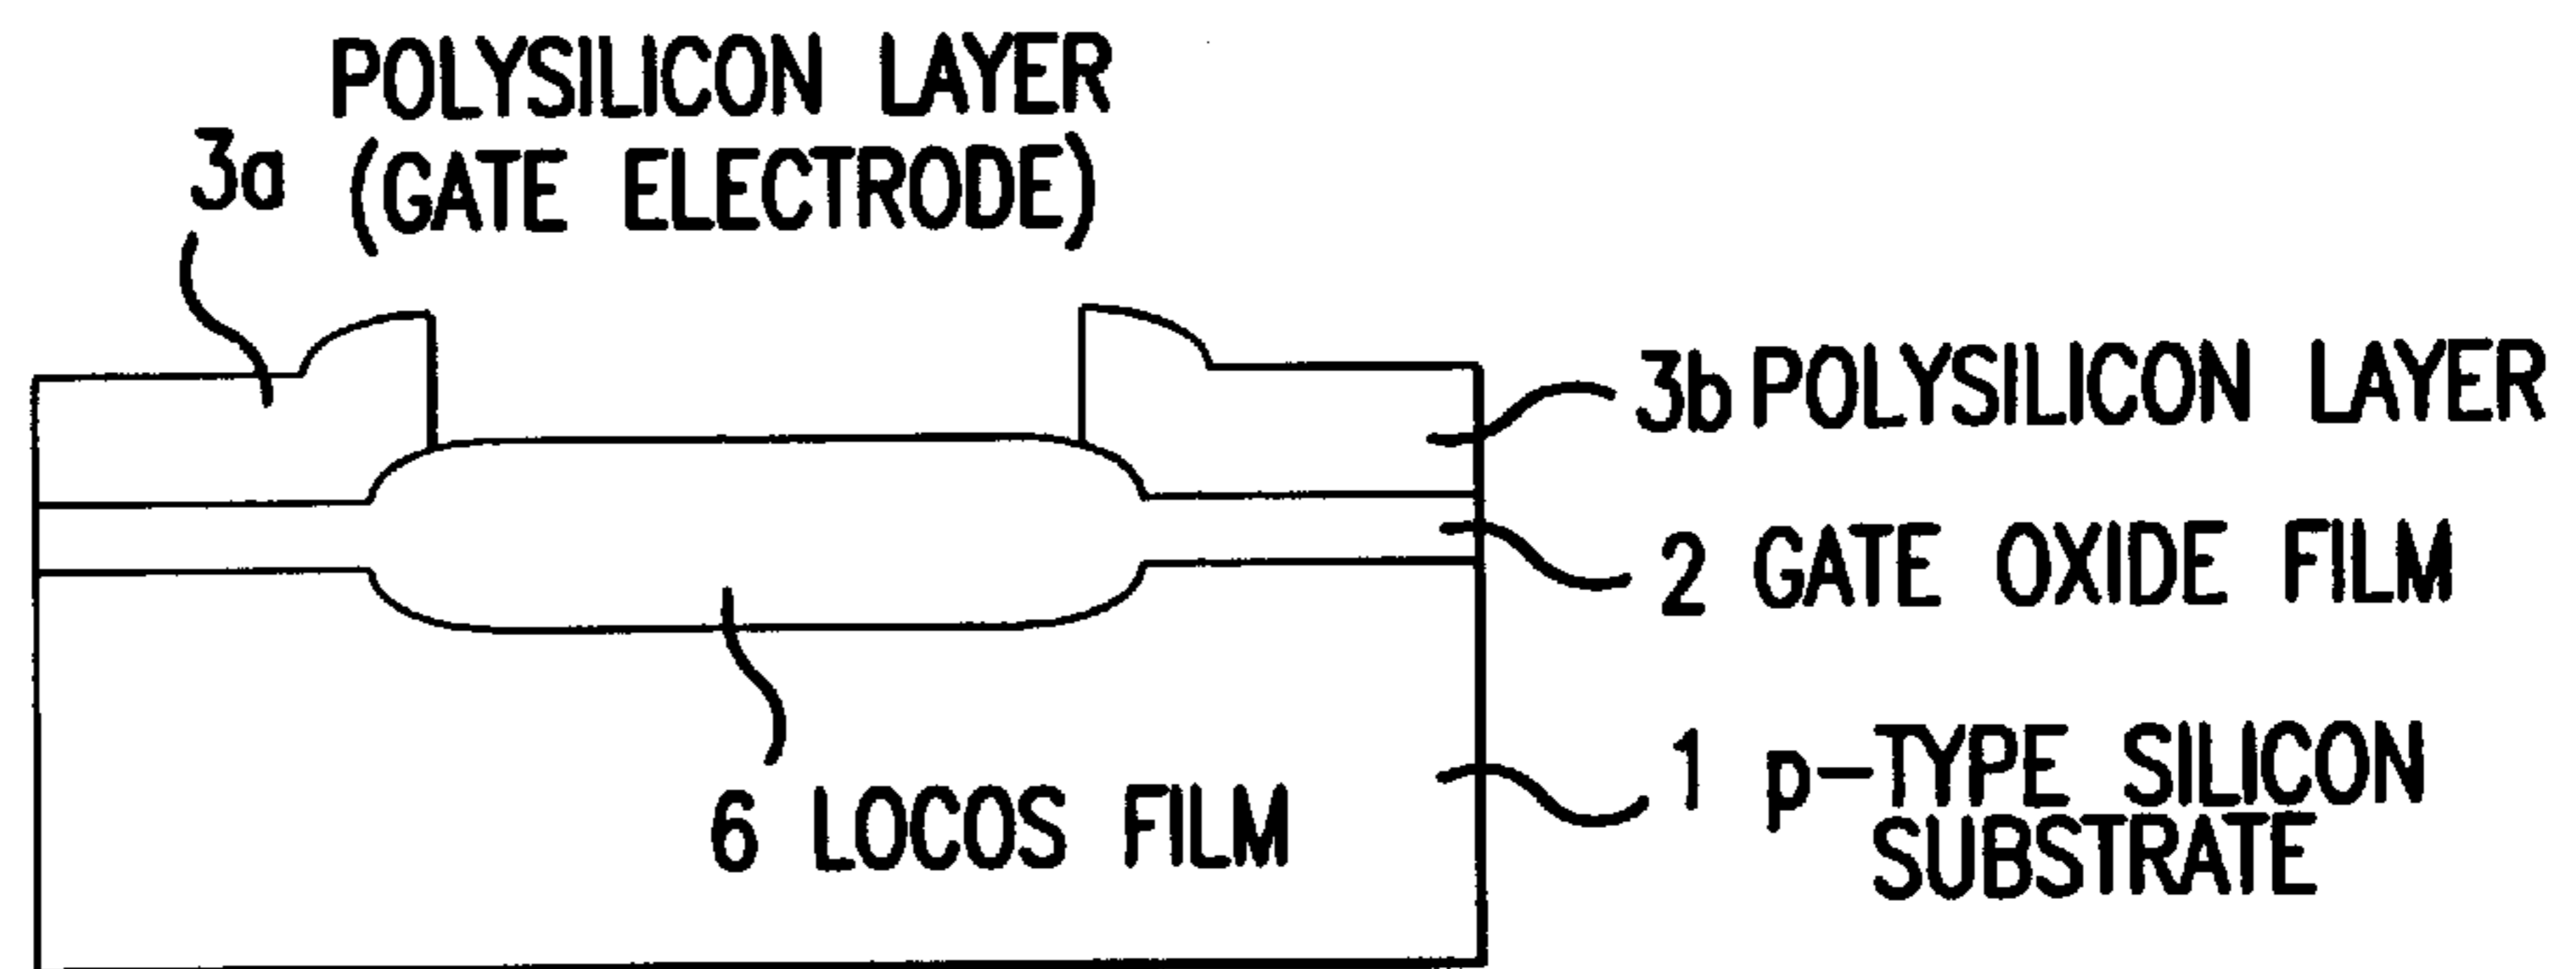 POLYSILICON LAYER
3a (GATE ELECTRODE)
3b POLYSILICON LAYER
2 GATE OXIDE FILM
1 p-TYPE SILICON
SUBSTRATE
6 LOCOS FILM